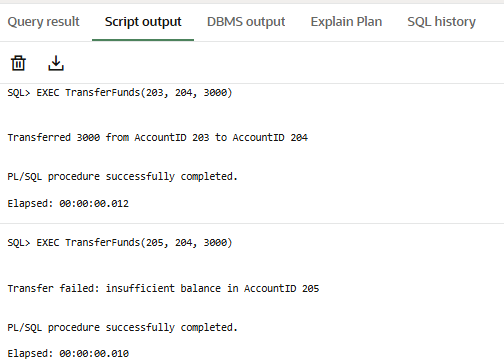 Query result Script output DBMS output Explain Plan SQL history
SQL> EXEC TransferFunds(203, 204, 3000)
Transferred 3000 from AccountID 203 to AccountID 204
PL/SQL procedure successfully completed.
Elapsed: 00:00:00.012
SQL> EXEC TransferFunds(205, 204, 3000)
Transfer failed: insufficient balance in AccountID 205
PL/SQL procedure successfully completed.
Elapsed: 00:00:00.010